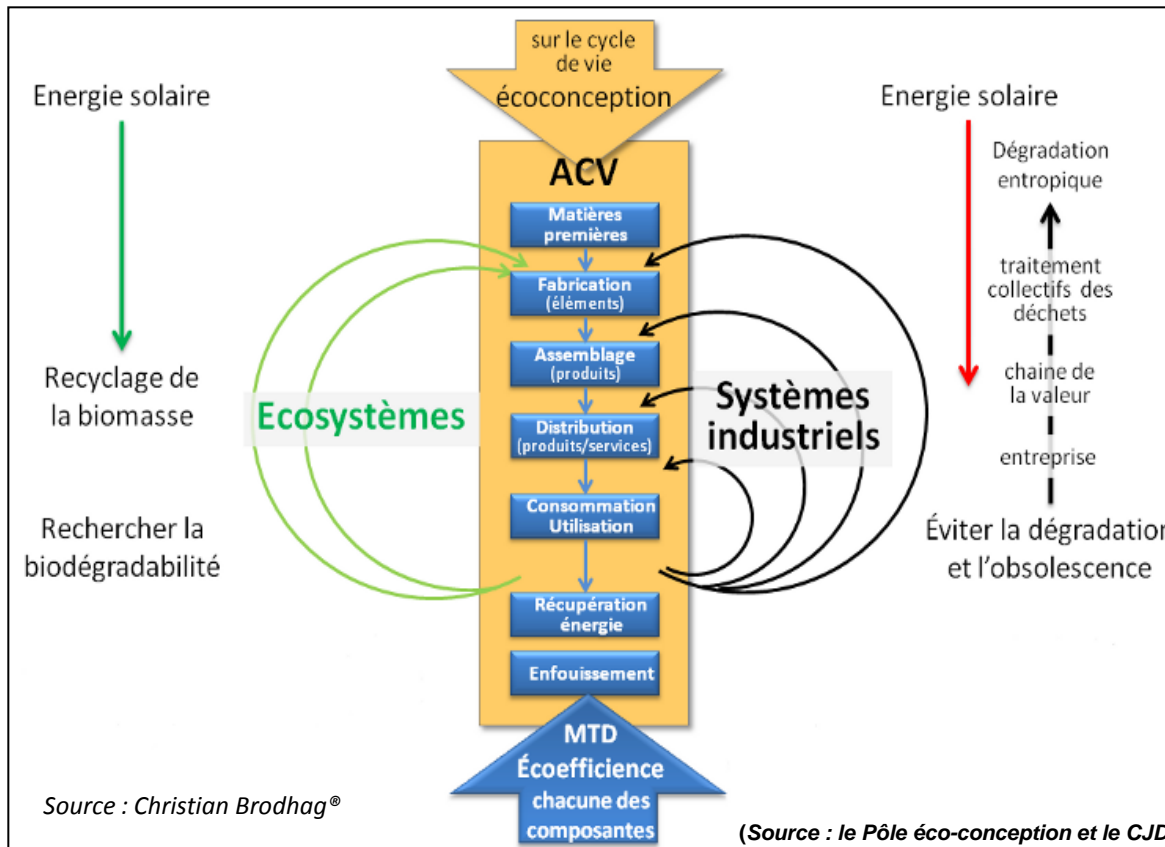 sur le cycle
de vie
écoconception
Energie solaire
Energie solaire
ACV
Dégradation
entropique
Matières
premières
traitement
collectifs des
déchets
Fabrication
(éléments)
Assemblage
(produits)
Recyclage de
la biomasse
chaine de
la valeur
Ecosystèmes
Systèmes
industriels
Distribution
(produits/services)
entreprise
Consommation
Utilisation
Rechercher la
biodégradabilité
Éviter la dégradation
et l'obsolescence
Récupération
énergie
Enfouissement
MTD
Écoefficience
chacune des
composantes
Source : Christian Brodhag®
(Source : le Pôle éco-conception et le CJD